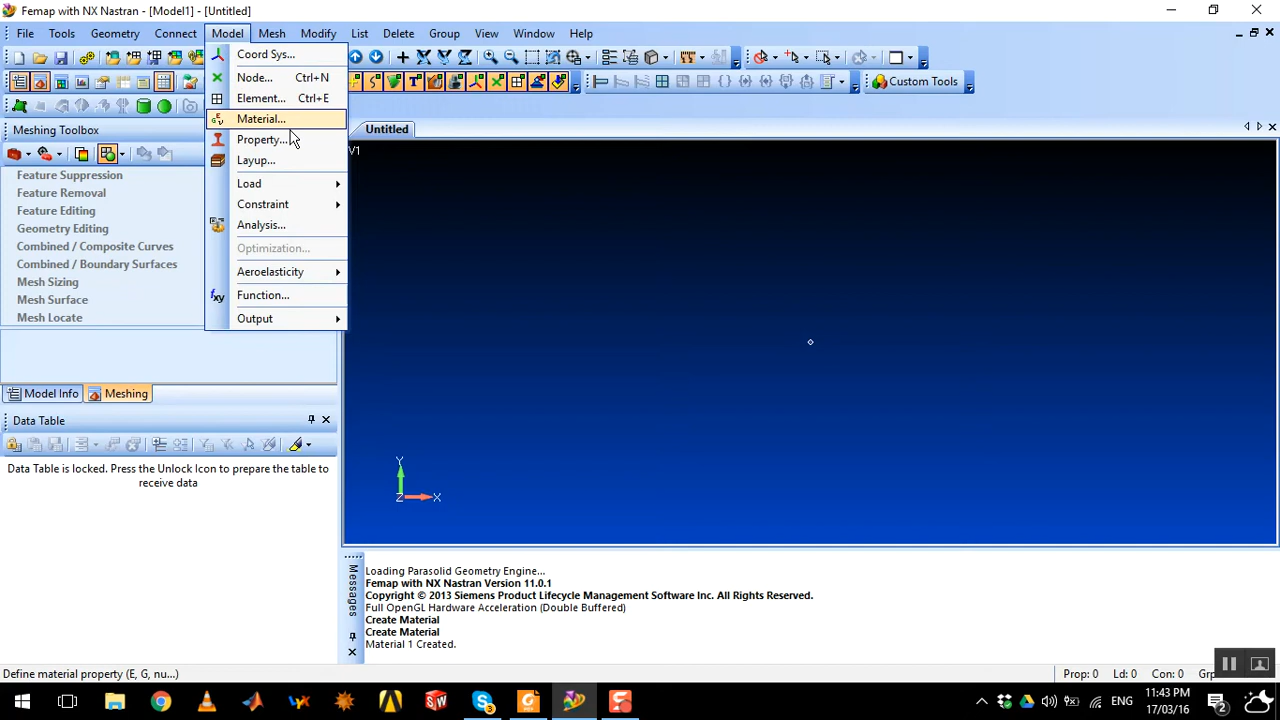 Femap with NX Nastran - [Model1] - [Untitled]
File Tools Geometry Connect Model Mesh Modify List Delete Group View Window Help
Coord Sys...
Node... Ctrl+N
Element... Ctrl+E
Material...
Property...
Layup...
Load
Constraint
Analysis...
Optimization...
Aeroelasticity
Function...
Output
Custom Tools
Meshing Toolbox
Feature Suppression
Feature Removal
Feature Editing
Geometry Editing
Combined / Composite Curves
Combined / Boundary Surfaces
Mesh Sizing
Mesh Surface
Mesh Locate
Model Info Meshing
Data Table
Data Table is locked. Press the Unlock Icon to prepare the table to
receive data
Untitled
V1
Y
Z X
Messages
Loading Parasolid Geometry Engine...
Femap with NX Nastran Version 11.0.1
Copyright © 2013 Siemens Product Lifecycle Management Software Inc. All Rights Reserved.
Full OpenGL Hardware Acceleration (Double Buffered)
Create Material
Create Material
Material 1 Created.
Define material property (E, G, nu...)
Prop: 0 Ld: 0 Con: 0 Grp
ENG
11:43 PM
17/03/16